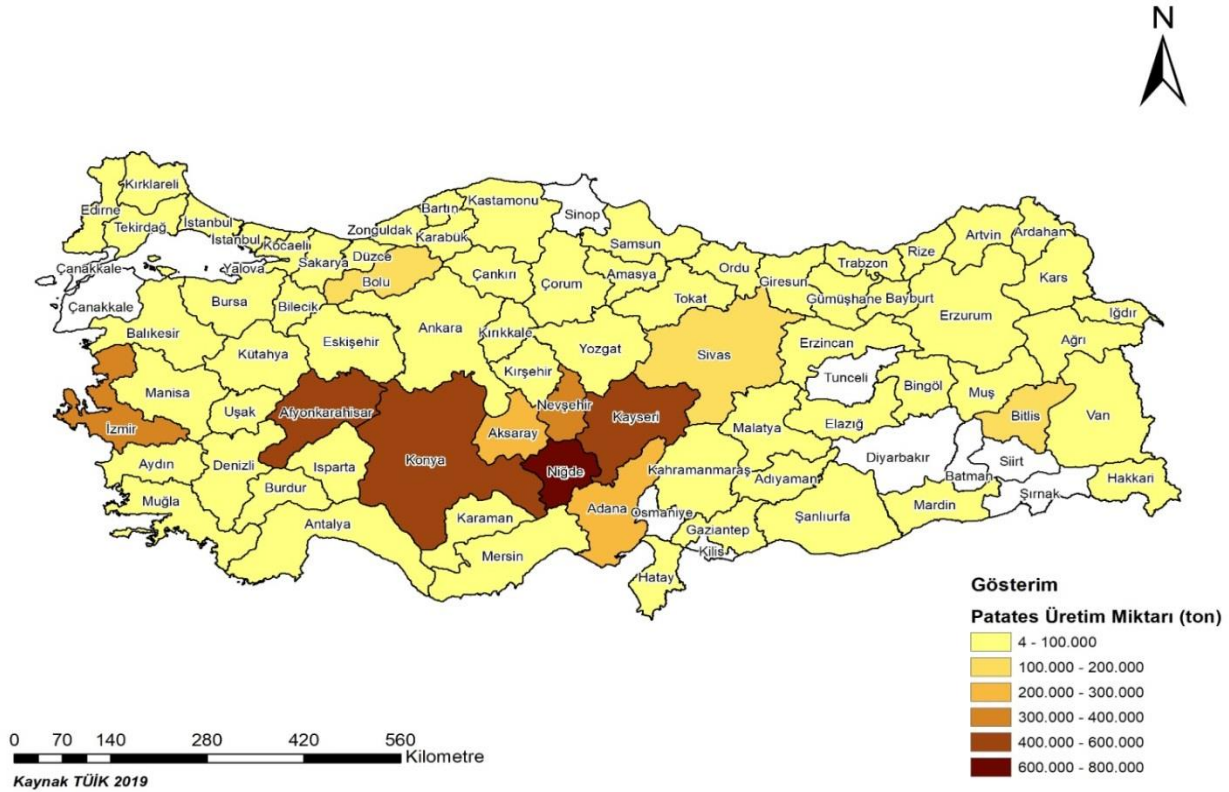 N
Kırklareli
Edirne
Tekirdağ
İstanbul
İstanbul
Kocaeli
Yalova
Sakarya
Düzce
Bolu
Zonguldak
Bartın
Karabük
Kastamonu
Sinop
Samsun
Çankırı
Çorum
Amasya
Tokat
Ordu
Giresun
Trabzon
Gümüşhane
Bayburt
Rize
Artvin
Ardahan
Kars
Iğdır
Ağrı
Erzurum
Erzincan
Çanakkale
Çanakkale
Balıkesir
Bursa
Bilecik
Kütahya
Eskişehir
Ankara
Kırıkkale
Kırşehir
Yozgat
Sivas
Tunceli
Bingöl
Muş
Bitlis
Van
Manisa
Uşak
Afyonkarahisar
İzmir
Konya
Aksaray
Nevşehir
Kayseri
Niğde
Malatya
Elazığ
Diyarbakır
Batman
Siirt
Şırnak
Hakkari
Aydın
Denizli
Isparta
Burdur
Muğla
Antalya
Karaman
Mersin
Adana
Kahramanmaraş
Osmaniye
Adıyaman
Gaziantep
Kilis
Hatay
Şanlıurfa
Mardin
Gösterim
Patates Üretim Miktarı (ton)
4 - 100.000
100.000 - 200.000
200.000 - 300.000
300.000 - 400.000
400.000 - 600.000
600.000 - 800.000
0 70 140 280 420 560
Kilometre
Kaynak TÜİK 2019